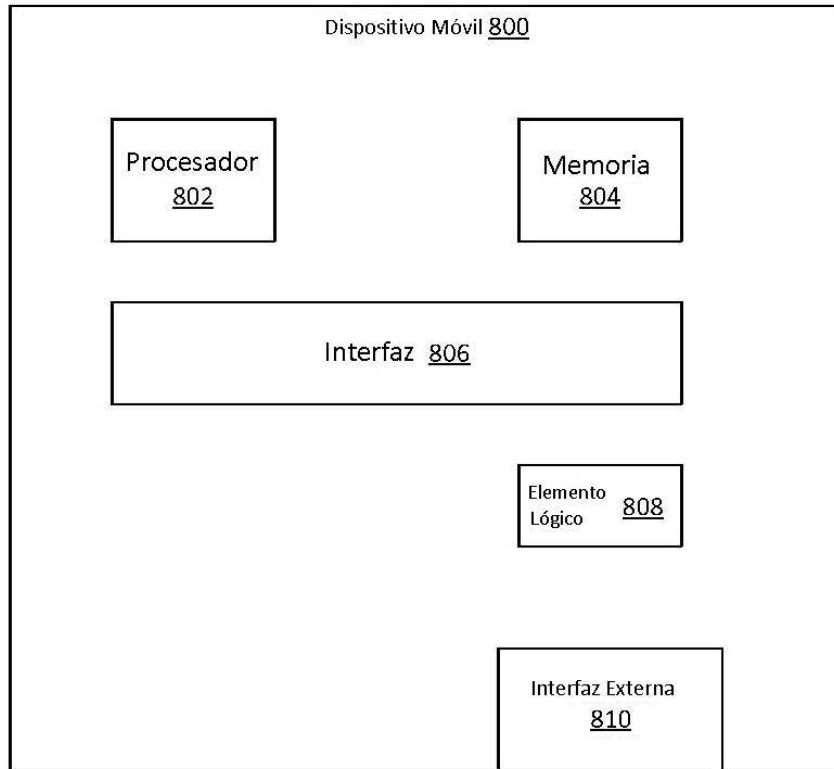 Dispositivo Móvil 800
Procesador
802
Memoria
804
Interfaz 806
Elemento
Lógico 808
Interfaz Externa
810